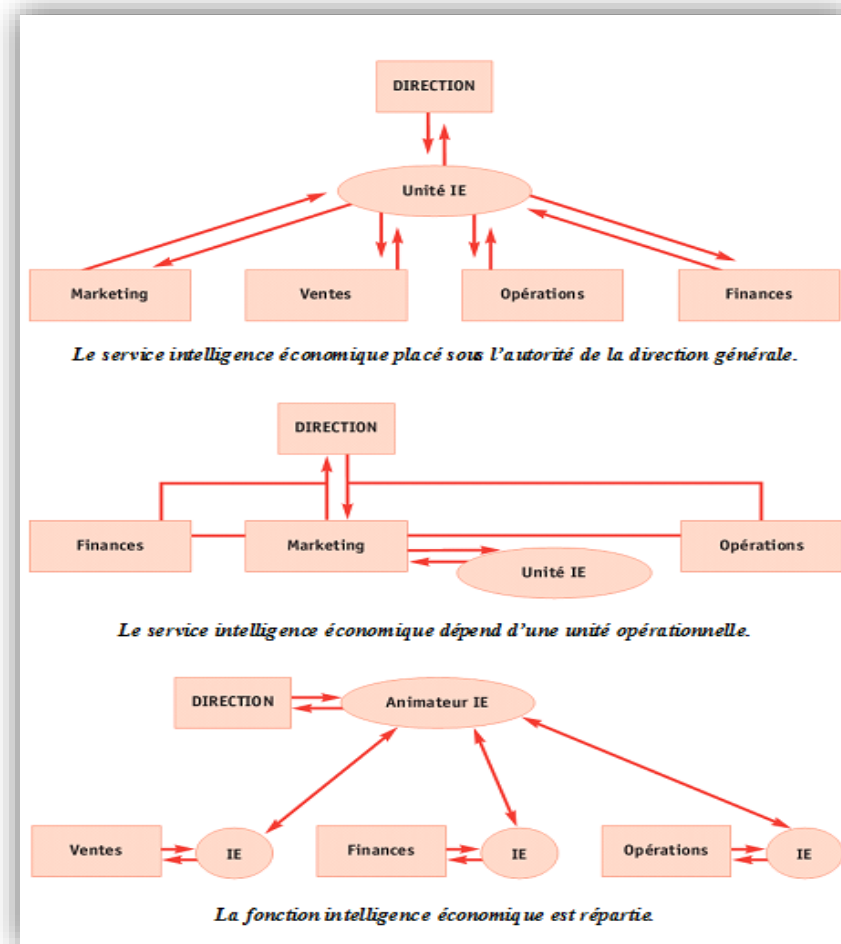 DIRECTION
Unité IE
Marketing Ventes Opérations Finances
Le service intelligence économique placé sous l'autorité de la direction générale.
DIRECTION
Finances Marketing Opérations
Unité IE
Le service intelligence économique dépend d'une unité opérationnelle.
DIRECTION Animateur IE
Ventes IE Finances IE Opérations IE
La fonction intelligence économique est répartie.